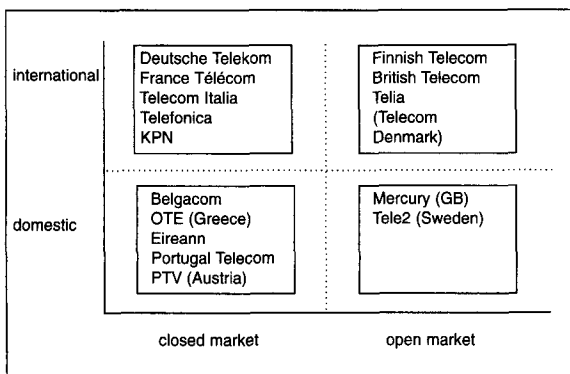 international
Deutsche Telekom
France Télécom
Telecom Italia
Telefonica
KPN
Finnish Telecom
British Telecom
Telia
(Telecom
Denmark)
domestic
Belgacom
OTE (Greece)
Eireann
Portugal Telecom
PTV (Austria)
Mercury (GB)
Tele2 (Sweden)
closed market
open market